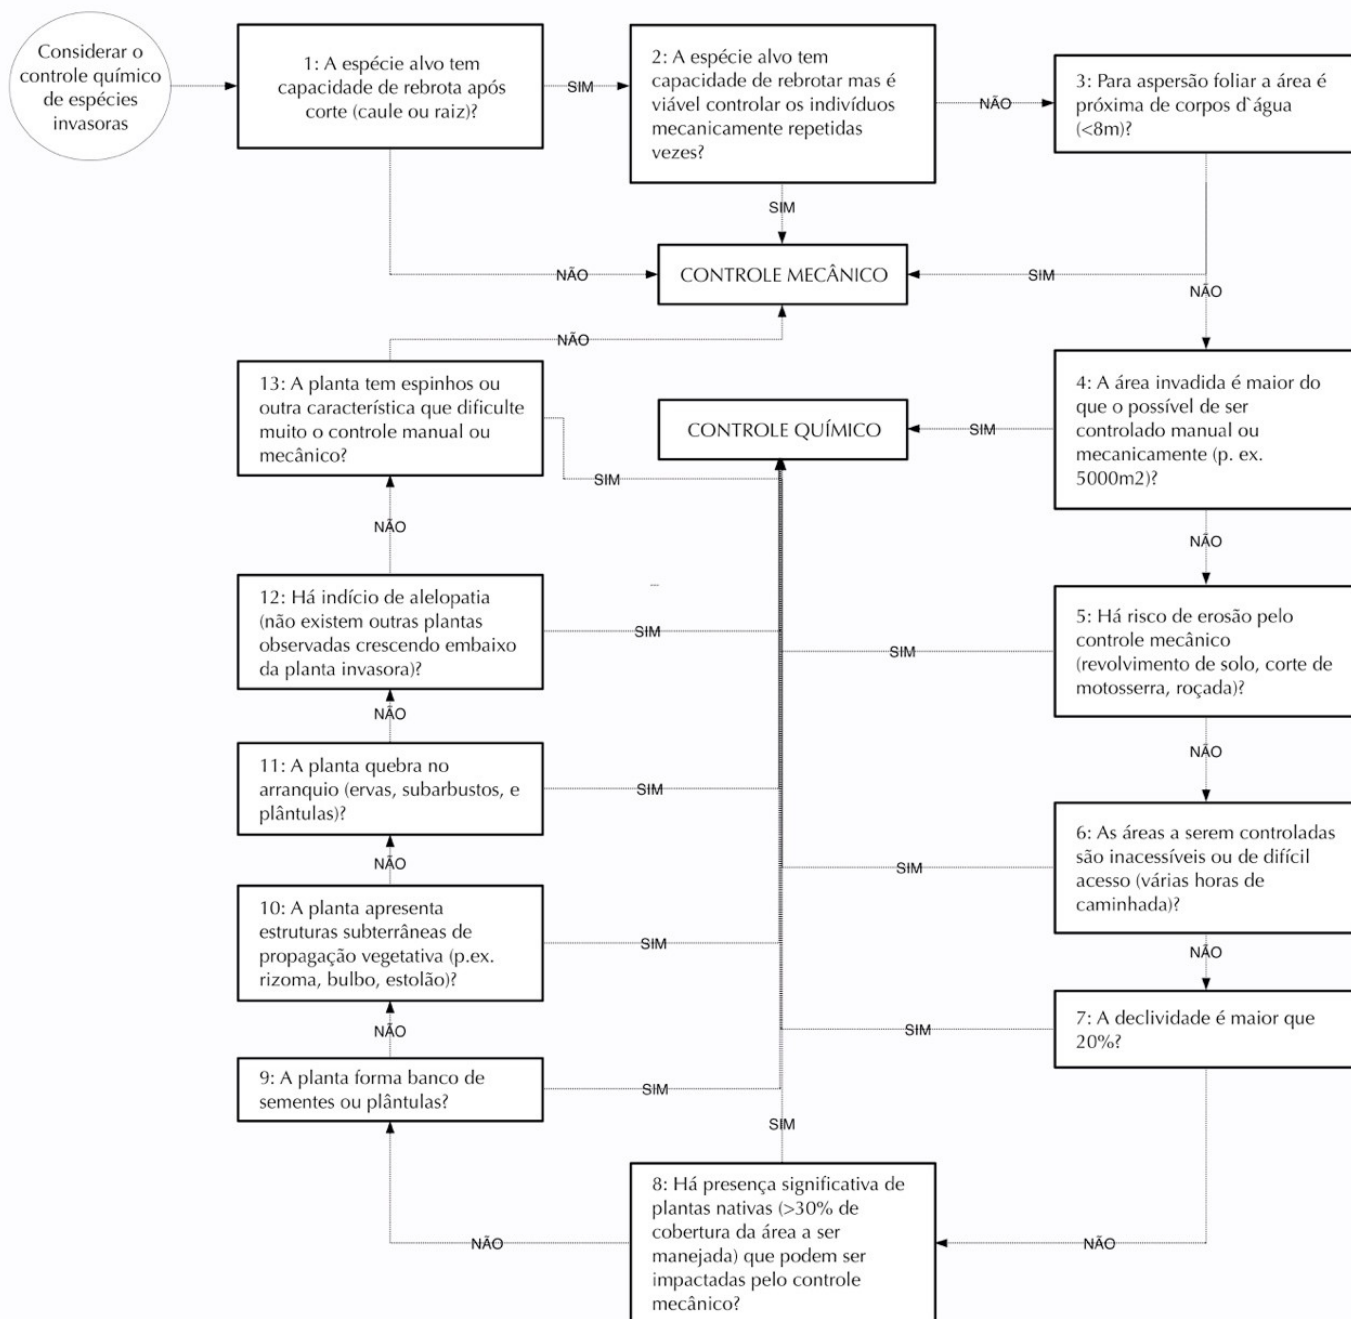 Considerar o
controle químico
de espécies
invasoras
1: A espécie alvo tem
capacidade de rebrota após
corte (caule ou raiz)?
SIM
2: A espécie alvo tem
capacidade de rebrotar mas é
viável controlar os indivíduos
mecanicamente repetidas
vezes?
NÃO
3: Para aspersão foliar a área é
próxima de corpos d`água
(<8m)?
SIM
NÃO
CONTROLE MECÂNICO
SIM
NÃO
NÃO
4: A área invadida é maior do
que o possível de ser
controlado manual ou
mecanicamente (p. ex.
5000m2)?
SIM
CONTROLE QUÍMICO
13: A planta tem espinhos ou
outra característica que dificulte
muito o controle manual ou
mecânico?
SIM
NÃO
NÃO
5: Há risco de erosão pelo
controle mecânico
(revolvimento de solo, corte de
motosserra, roçada)?
SIM
12: Há indício de alelopatia
(não existem outras plantas
observadas crescendo embaixo
da planta invasora)?
SIM
NÃO
NÃO
6: As áreas a serem controladas
são inacessíveis ou de difícil
acesso (várias horas de
caminhada)?
SIM
11: A planta quebra no
arranquio (ervas, subarbustos, e
plântulas)?
SIM
NÃO
10: A planta apresenta
estruturas subterrâneas de
propagação vegetativa (p.ex.
rizoma, bulbo, estolão)?
SIM
NÃO
NÃO
7: A declividade é maior que
20%?
SIM
9: A planta forma banco de
sementes ou plântulas?
SIM
SIM
8: Há presença significativa de
plantas nativas (>30% de
cobertura da área a ser
manejada) que podem ser
impactadas pelo controle
mecânico?
NÃO
NÃO